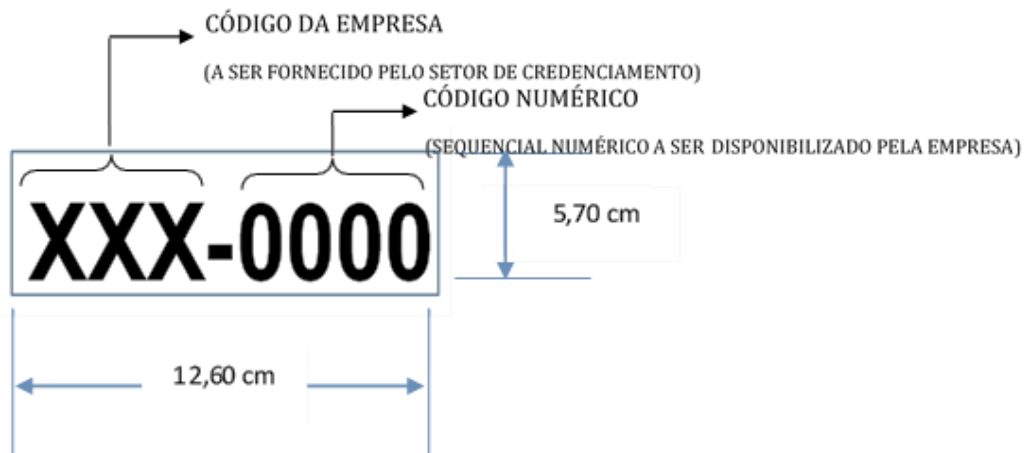 CÓDIGO DA EMPRESA
(A SER FORNECIDO PELO SETOR DE CREDENCIAMENTO)
CÓDIGO NUMÉRICO
(SEQUENCIAL NUMÉRICO A SER DISPONIBILIZADO PELA EMPRESA)
XXX-0000
5,70 cm
12,60 cm